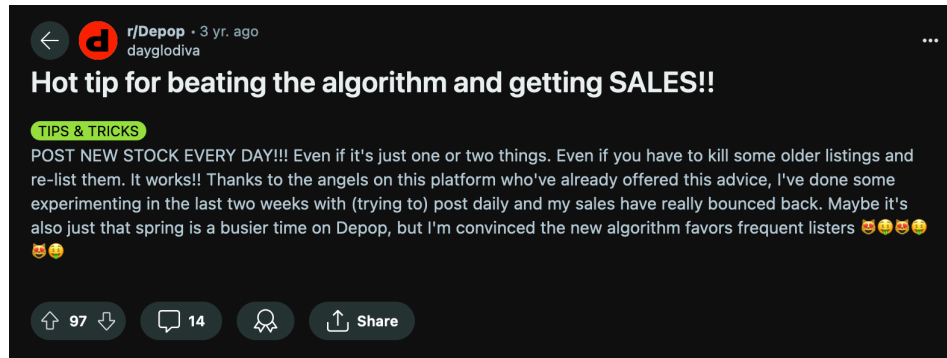 r/Depop • 3 yr. ago
dayglodiva
Hot tip for beating the algorithm and getting SALES!!
TIPS & TRICKS
POST NEW STOCK EVERY DAY!!! Even if it's just one or two things. Even if you have to kill some older listings and
re-list them. It works!! Thanks to the angels on this platform who've already offered this advice, I've done some
experimenting in the last two weeks with (trying to) post daily and my sales have really bounced back. Maybe it's
also just that spring is a busier time on Depop, but I'm convinced the new algorithm favors frequent listers 😻🤑😻🤑
😻🤑
97
14
Share